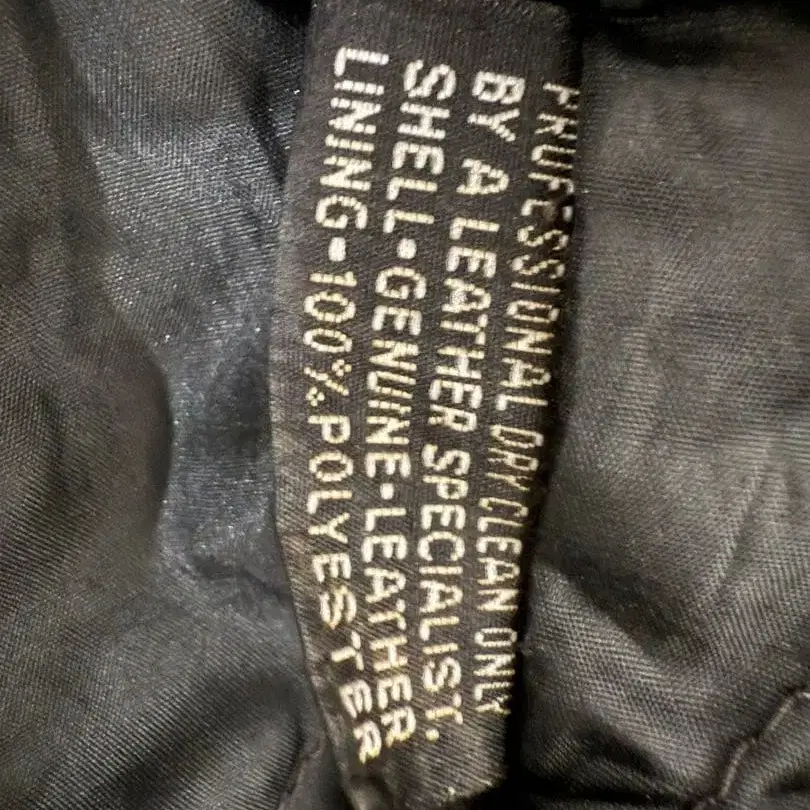 PROFESSIONAL DRY CLEAN ONLY
BY A LEATHER SPECIALIST.
SHELL-GENUINE-LEATHER
LINING-100%POLYESTER